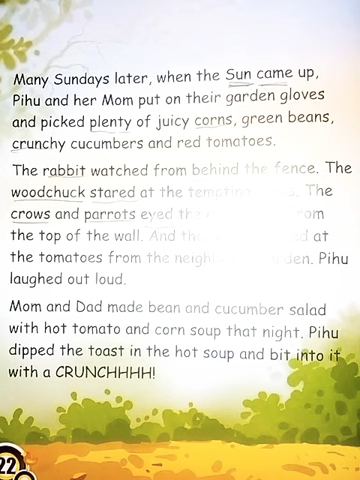 Many Sundays later, when the Sun came up,
Pihu and her Mom put on their garden gloves
and picked plenty of juicy corns, green beans,
crunchy cucumbers and red tomatoes.
The rabbit watched from behind the fence. The
woodchuck stared at the tempting The
crows and parrots eyed the from
the top of the wall. And the at
the tomatoes from the Pihu
laughed out loud.
Mom and Dad made bean and cucumber salad
with hot tomato and corn soup that night. Pihu
dipped the toast in the hot soup and bit into it
with a CRUNCHHHH!
22